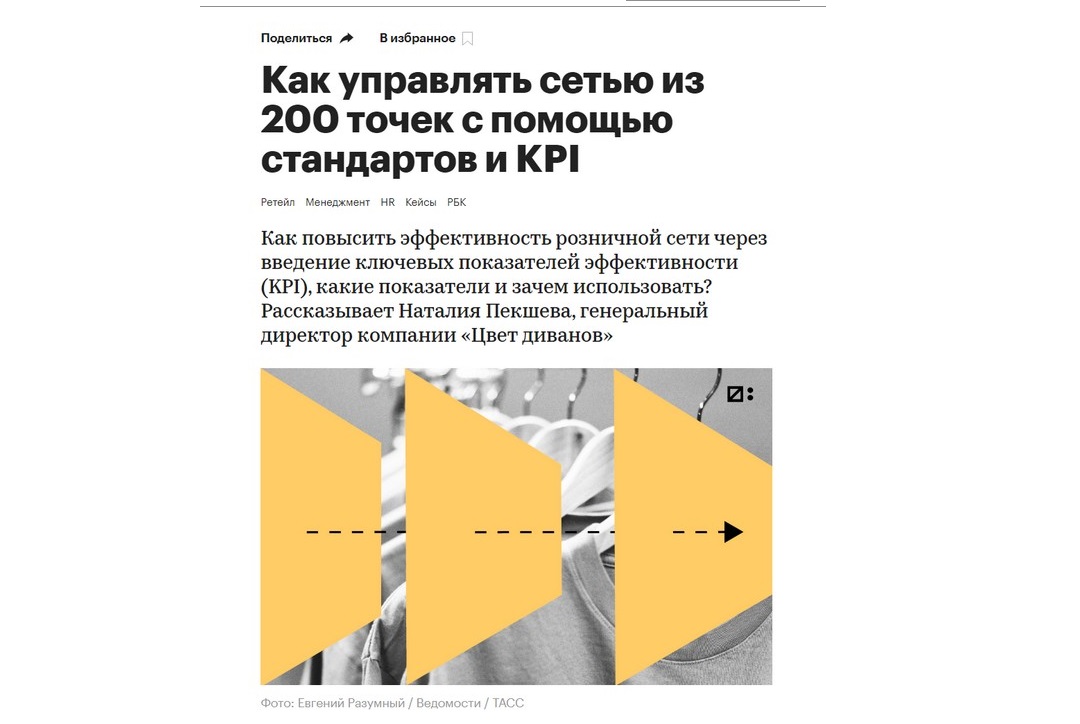 Поделиться В избранное
Как управлять сетью из
200 точек с помощью
стандартов и KPI
Ретейл Менеджмент HR Кейсы РБК
Как повысить эффективность розничной сети через
введение ключевых показателей эффективности
(KPI), какие показатели и зачем использовать?
Рассказывает Наталия Пекшева, генеральный
директор компании «Цвет диванов»
Фото: Евгений Разумный / Ведомости / ТАСС